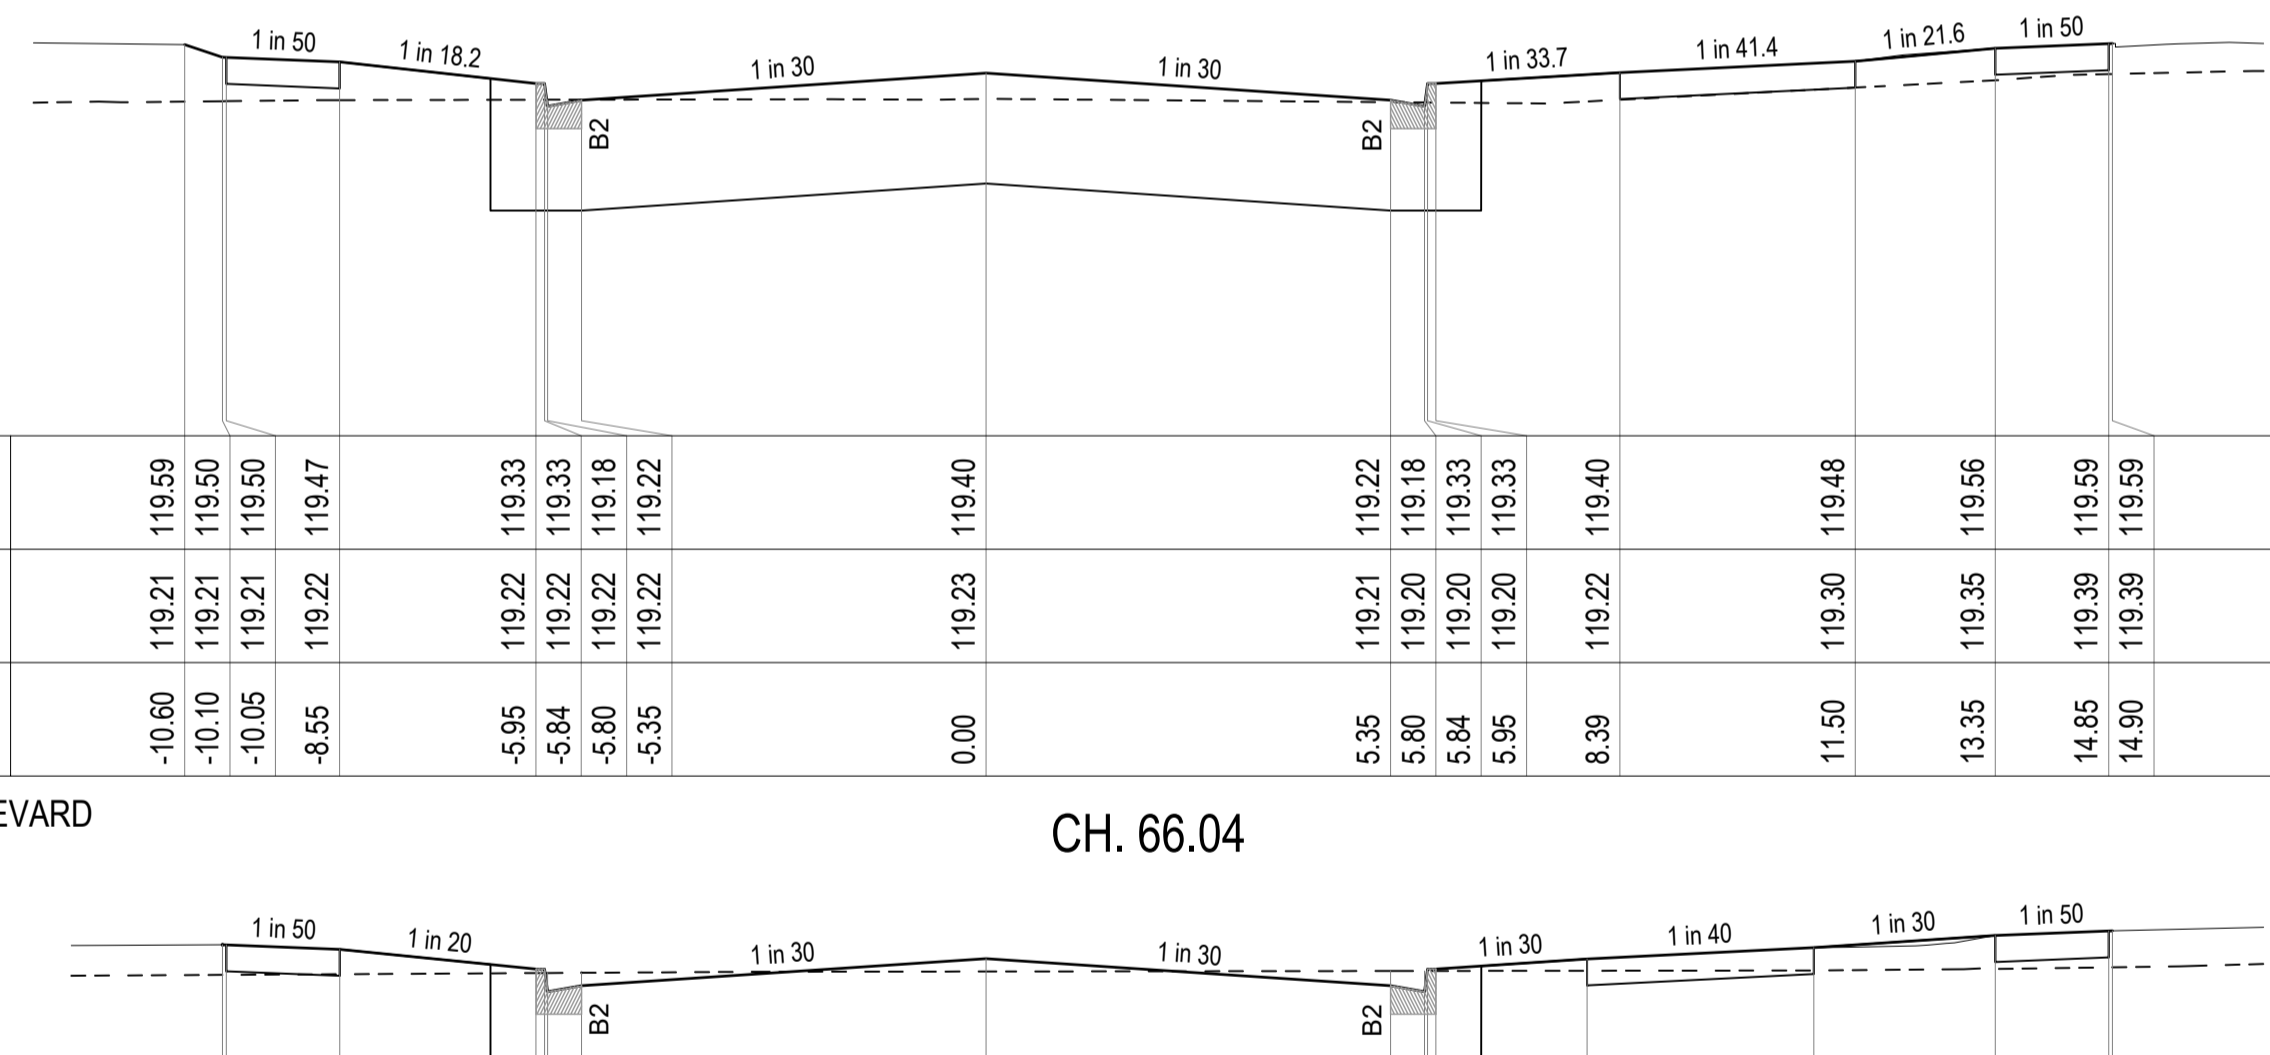 1 in 50 1 in 18.2 1 in 30 1 in 30 1 in 33.7 1 in 41.4 1 in 21.6 1 in 50
B2 B2
119.59 119.50 119.50 119.47 119.33 119.33 119.18 119.22 119.40 119.22 119.18 119.33 119.33 119.40 119.48 119.56 119.59 119.59
119.21 119.21 119.21 119.22 119.22 119.22 119.22 119.22 119.23 119.21 119.20 119.20 119.20 119.22 119.30 119.35 119.39 119.39
-10.60 -10.10 -10.05 -8.55 -5.95 -5.84 -5.80 -5.35 0.00 5.35 5.80 5.84 5.95 8.39 11.50 13.35 14.85 14.90
EVARD
CH. 66.04
1 in 50 1 in 20 1 in 30 1 in 30 1 in 30 1 in 40 1 in 30 1 in 50
B2 B2